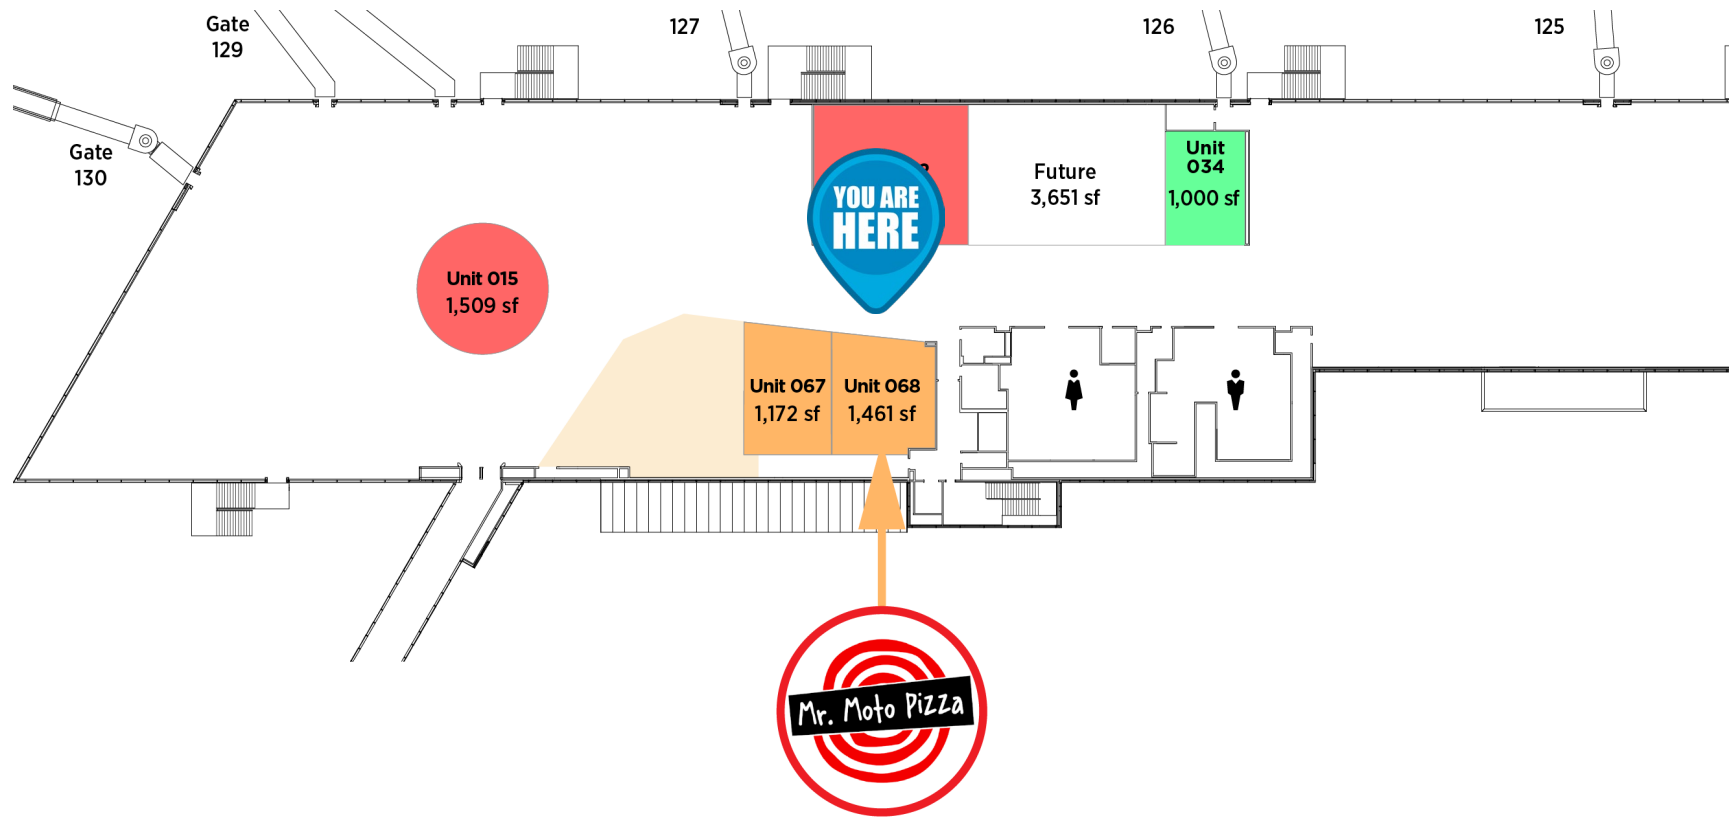 Gate
129
127
126
125
Gate
130
Unit
034
1,000 sf
Future
3,651 sf
YOU ARE
HERE
Unit 015
1,509 sf
Unit 067
1,172 sf
Unit 068
1,461 sf
Mr. Moto Pizza